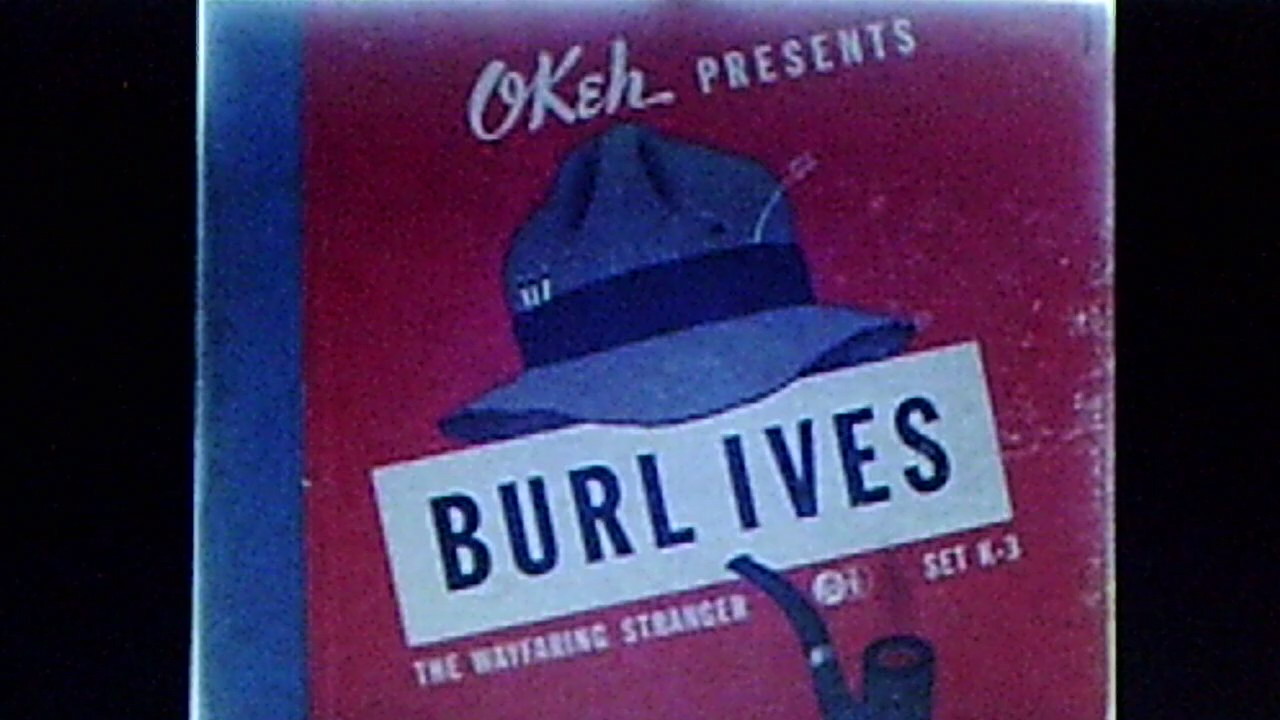 OKeh PRESENTS
BURL IVES
THE WAYFARING STRANGER
SET K-3